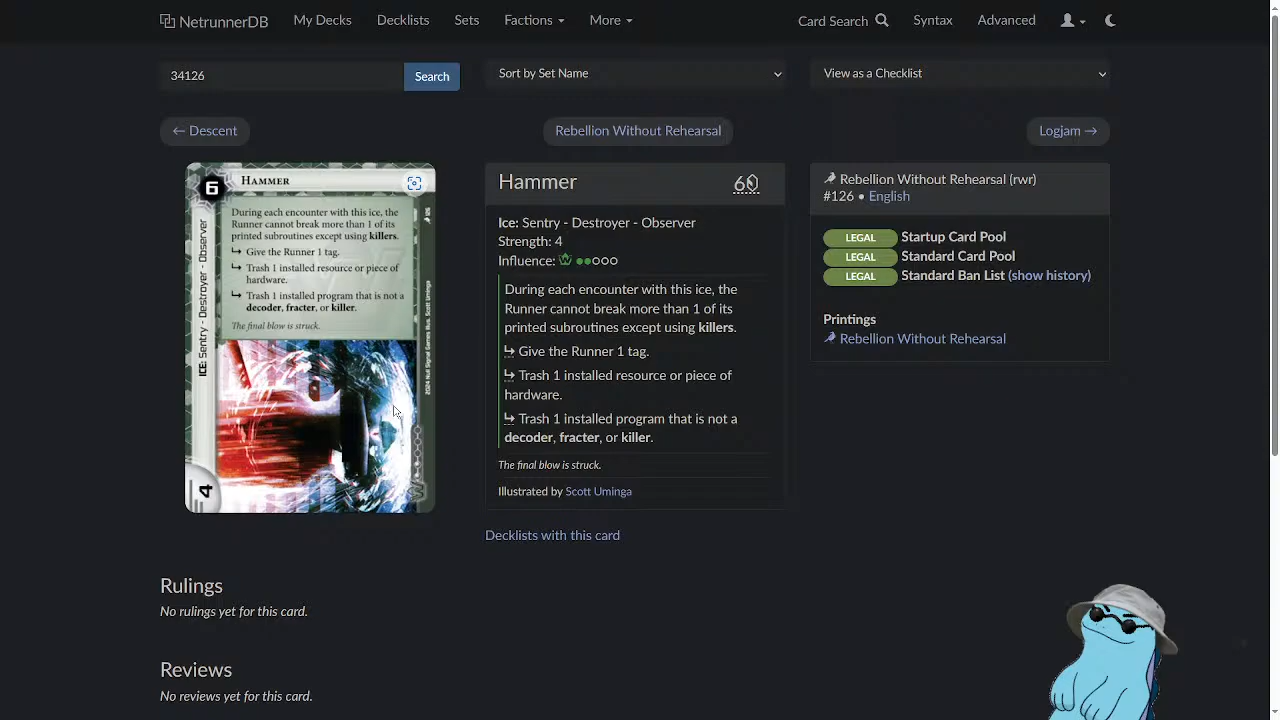 NetrunnerDB My Decks Decklists Sets Factions More Card Search Syntax Advanced
34126 Search Sort by Set Name View as a Checklist
← Descent Rebellion Without Rehearsal Logjam →
6 HAMMER
During each encounter with this ice, the
Runner cannot break more than 1 of its
printed subroutines except using killers.
↳ Give the Runner 1 tag.
↳ Trash 1 installed resource or piece of
hardware.
↳ Trash 1 installed program that is not a
decoder, fracter, or killer.
The final blow is struck.
ICE: Sentry - Destroyer - Observer
4
2024 Null Signal Games Illus. Scott Uminga
126
Hammer 6
Ice: Sentry - Destroyer - Observer
Strength: 4
Influence:
During each encounter with this ice, the
Runner cannot break more than 1 of its
printed subroutines except using killers.
↳ Give the Runner 1 tag.
↳ Trash 1 installed resource or piece of
hardware.
↳ Trash 1 installed program that is not a
decoder, fracter, or killer.
The final blow is struck.
Illustrated by Scott Uminga
Decklists with this card
Rebellion Without Rehearsal (rwr)
#126 • English
LEGAL Startup Card Pool
LEGAL Standard Card Pool
LEGAL Standard Ban List (show history)
Printings
Rebellion Without Rehearsal
Rulings
No rulings yet for this card.
Reviews
No reviews yet for this card.